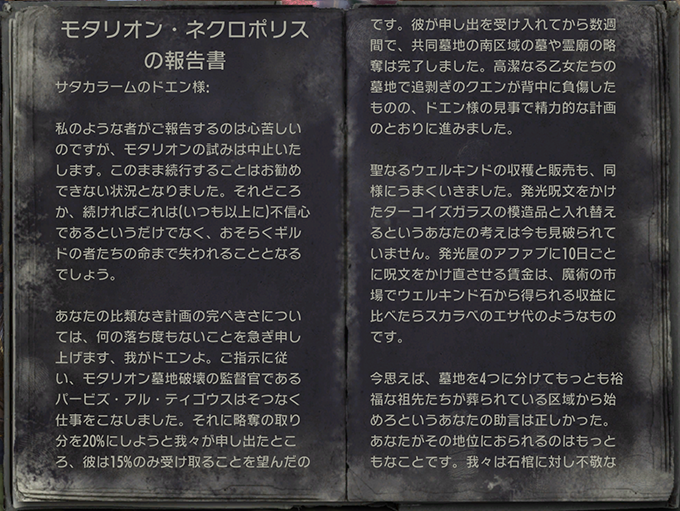 モタリオン・ネクロポリス
の報告書
サタカラームのドエン様:
私のような者がご報告するのは心苦しい
のですが、モタリオンの試みは中止いた
します。このまま続行することはお勧め
できない状況となりました。それどころ
か、続ければこれは(いつも以上に)不信心
であるというだけでなく、おそらくギル
ドの者たちの命まで失われることとなる
でしょう。
あなたの比類なき計画の完ぺきさについ
ては、何の落ち度もないことを急ぎ申し
上げます、我がドエンよ。ご指示に従
い、モタリオン墓地破壊の監督官である
パービズ・アル・ティゴウスはそつなく
仕事をこなしました。それに略奪の取り
分を20%にしようと我々が申し出たとこ
ろ、彼は15%のみ受け取ることを望んだの
です。彼が申し出を受け入れてから数週
間で、共同墓地の南区域の墓や霊廟の略
奪は完了しました。高潔なる乙女たちの
墓地で追剥ぎのクエンが背中に負傷した
ものの、ドエン様の見事で精力的な計画
のとおりに進みました。
聖なるウェルキンドの収穫と販売も、同
様にうまくいきました。発光呪文をかけ
たターコイズガラスの模造品と入れ替え
るというあなたの考えは今も見破られて
いません。発光屋のアファブに10日ごと
に呪文をかけ直させる賃金は、魔術の市
場でウェルキンド石から得られる収益に
比べたらスカラベのエサ代のようなもの
です。
今思えば、墓地を4つに分けてもっとも裕
福な祖先たちが葬られている区域から始
めろというあなたの助言は正しかった。
あなたがその地位におられるのはもっと
もなことです。我々は石棺に対し不敬な